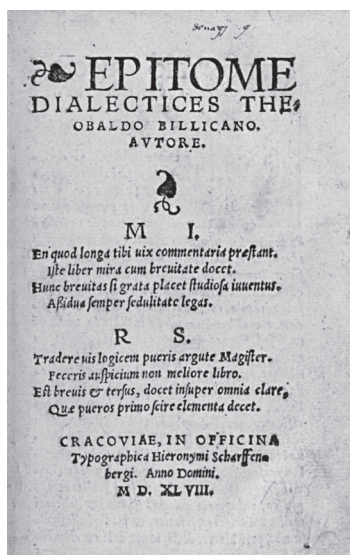 EPITOME
DIALECTICES THE-
OBALDO BILLICANO.
AVTORE.
M I.
En quod longa tibi uix commentaria præstant.
Iste liber mira cum breuitate docet.
Hunc breuitas si grata placet studiosa iuuentus.
Aßidua semper sedulitate legas.
R S.
Tradere uis logicem pueris argute Magister.
Feceris auspicium non meliore libro.
Est breuis & tersus, docet insuper omnia clare,
Quæ pueros primo scire elementa decet.
CRACOVIAE, IN OFFICINA
Typographica Hieronymi Scharffen-
bergi. Anno Domini.
M D. XLVIII.